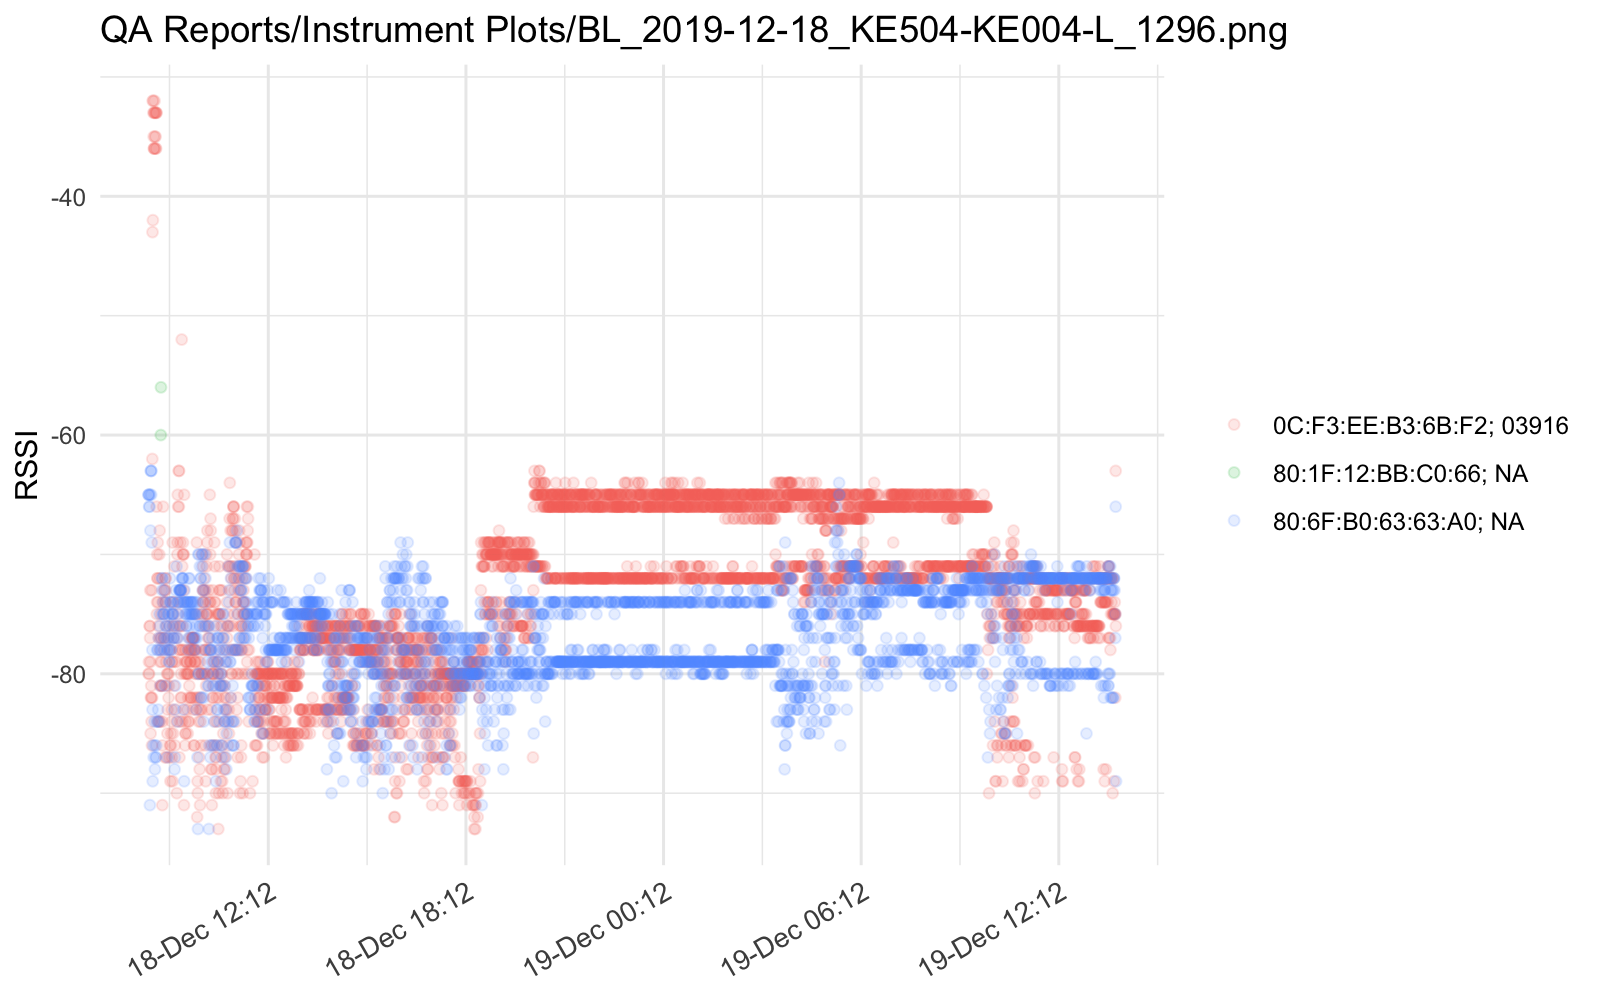 QA Reports/Instrument Plots/BL_2019-12-18_KE504-KE004-L_1296.png
RSSI
-40
-60
-80
18-Dec 12:12
18-Dec 18:12
19-Dec 00:12
19-Dec 06:12
19-Dec 12:12
0C:F3:EE:B3:6B:F2; 03916
80:1F:12:BB:C0:66; NA
80:6F:B0:63:63:A0; NA